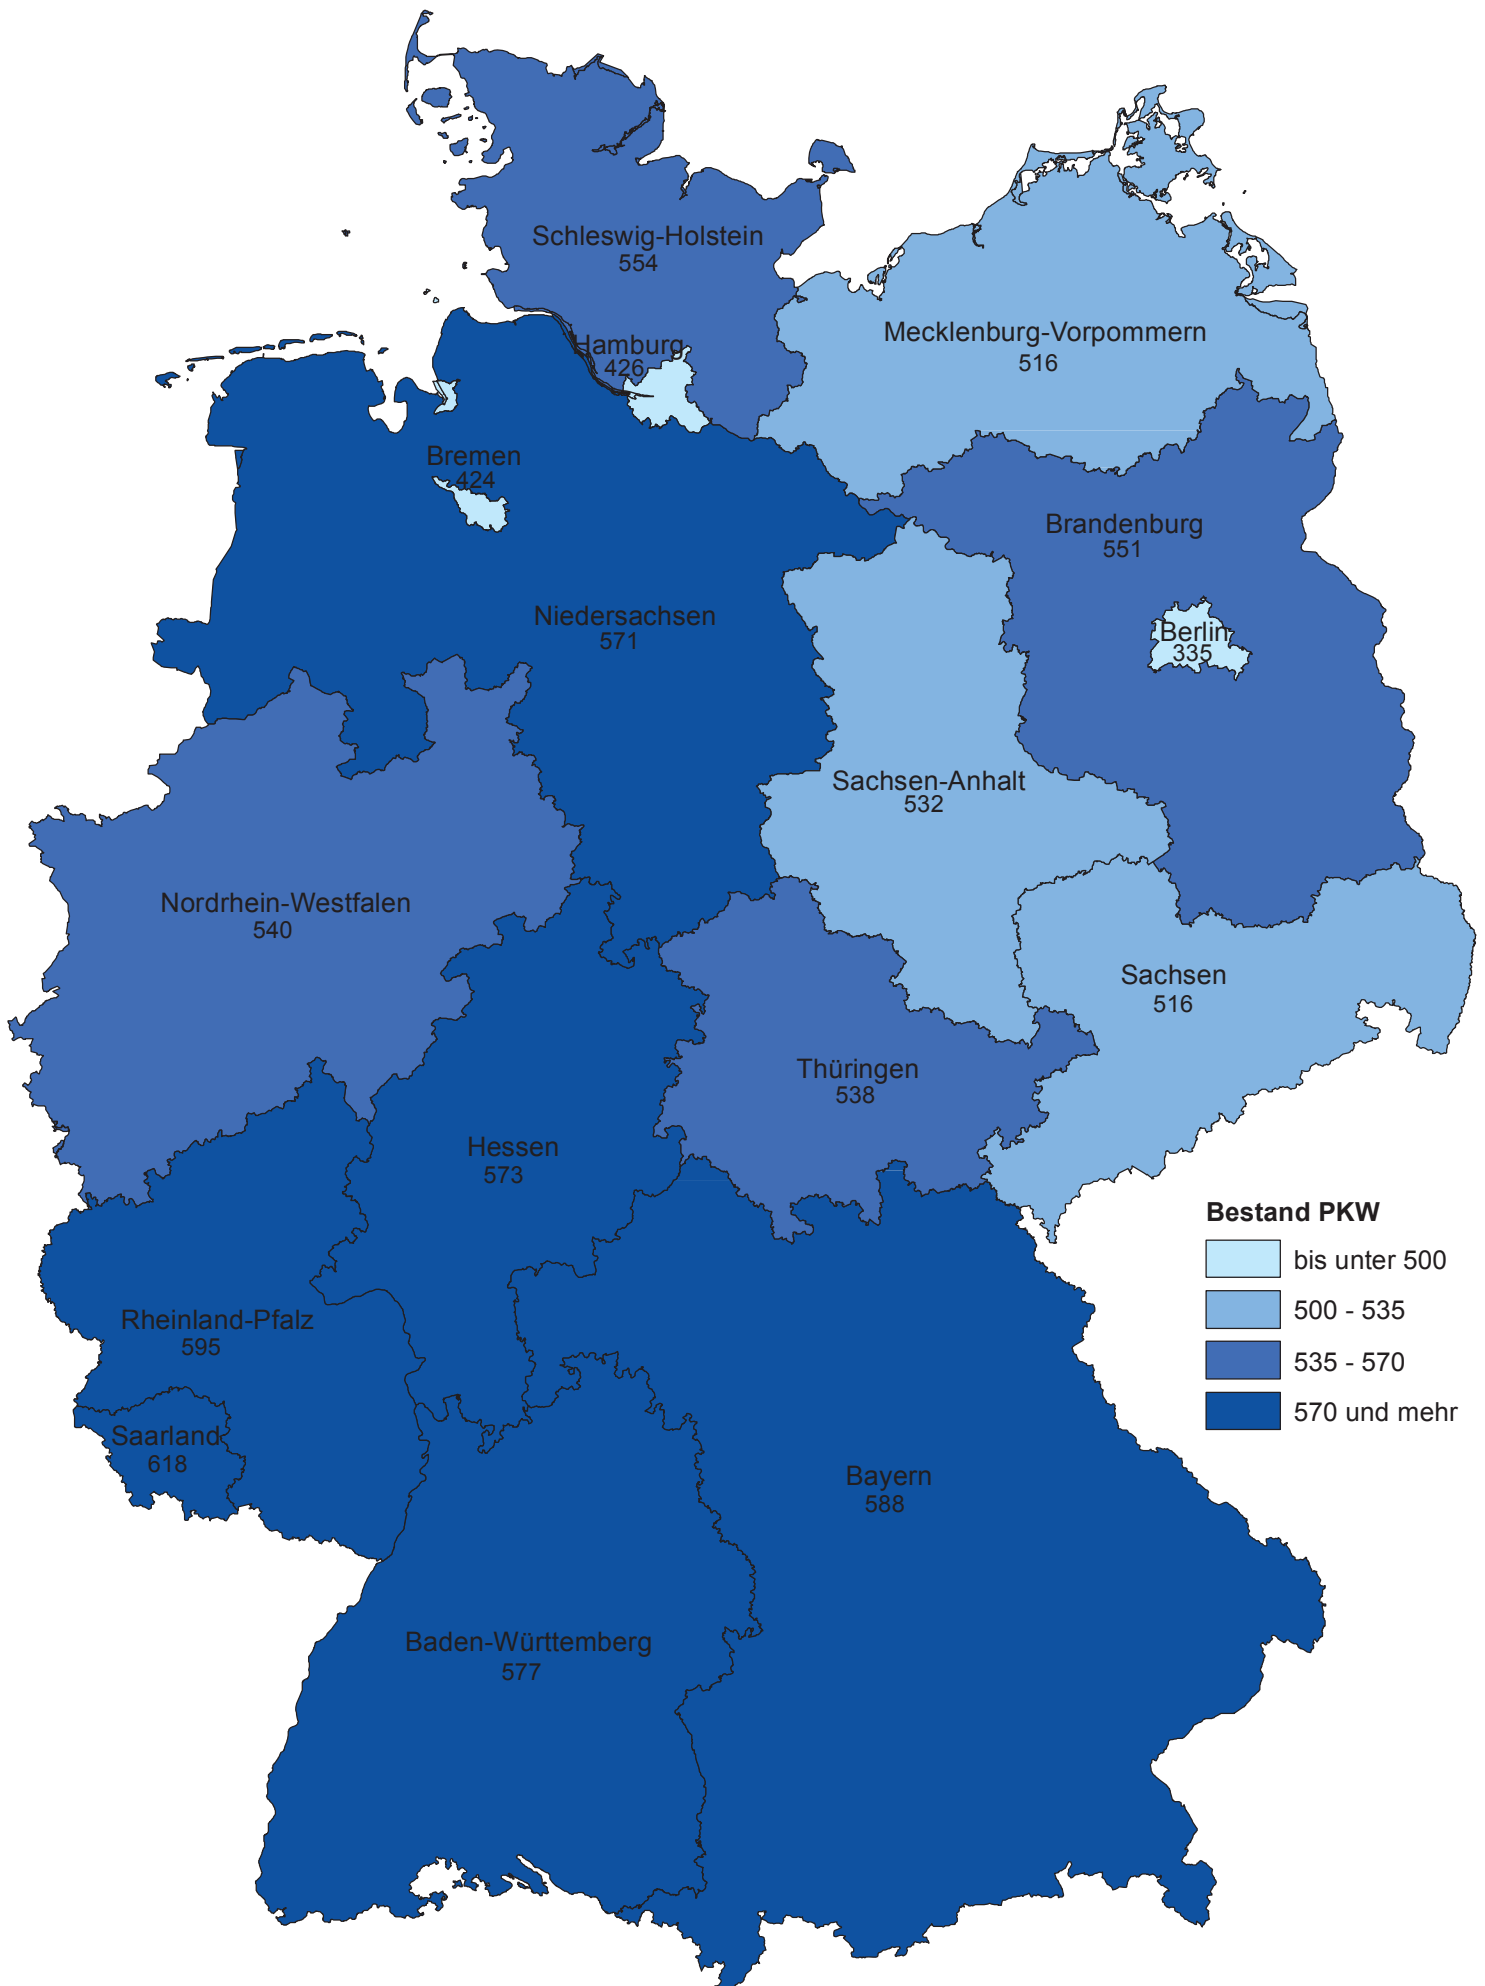 Schleswig-Holstein
554
Hamburg
426
Mecklenburg-Vorpommern
516
Bremen
424
Brandenburg
551
Niedersachsen
571
Berlin
335
Sachsen-Anhalt
532
Nordrhein-Westfalen
540
Sachsen
516
Thüringen
538
Hessen
573
Rheinland-Pfalz
595
Saarland
618
Bayern
588
Baden-Württemberg
577
Bestand PKW
bis unter 500
500 - 535
535 - 570
570 und mehr